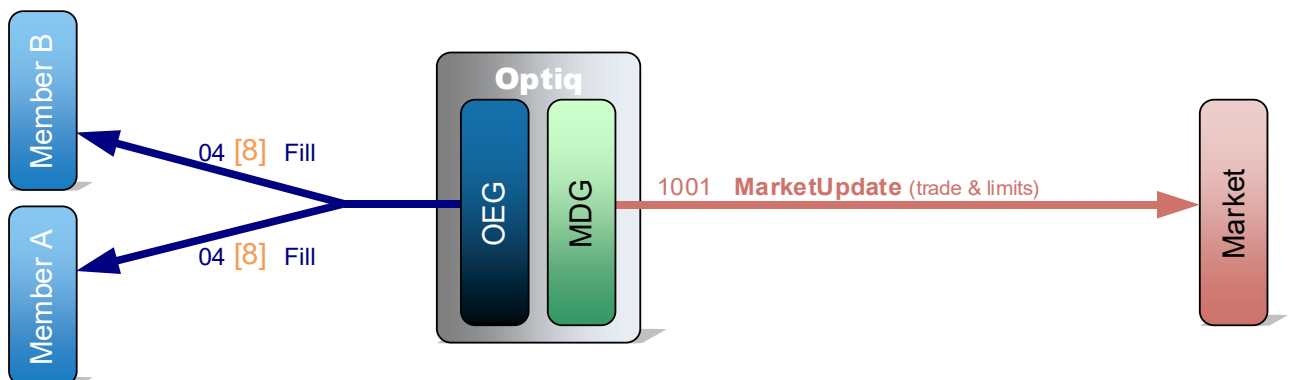 Member B
Optiq
04 [8] Fill
OEG
MDG
1001 MarketUpdate (trade & limits)
Market
Member A
04 [8] Fill